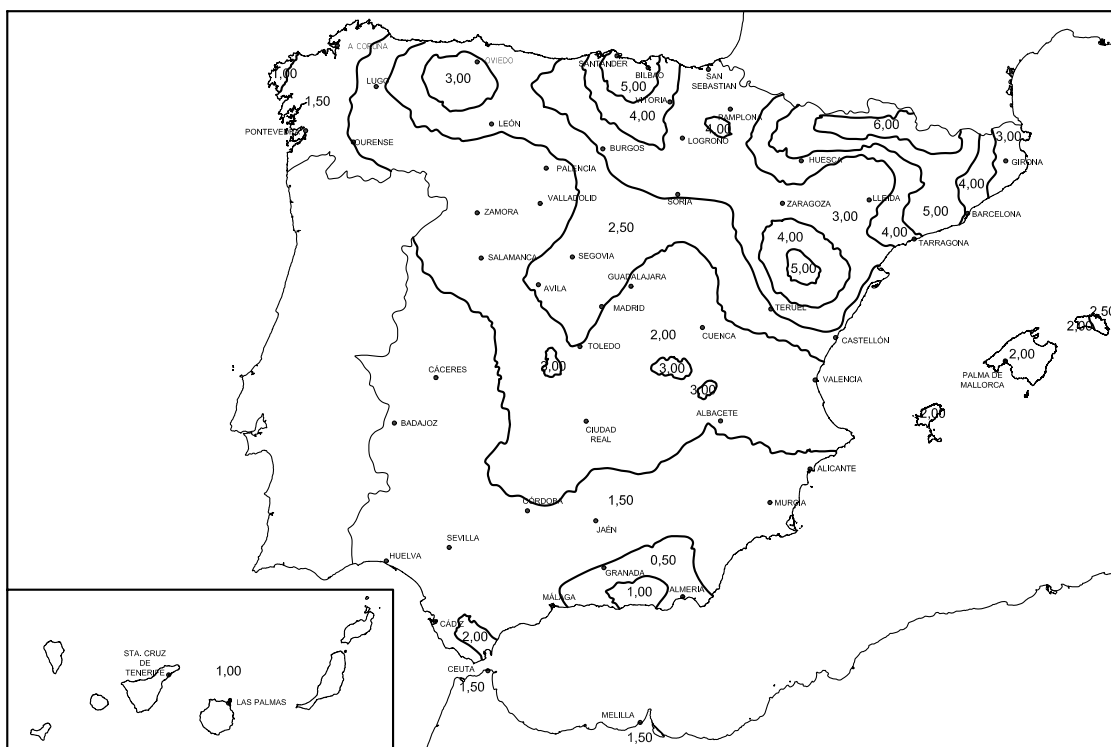 A CORUÑA
OVIEDO
SANTANDER
BILBAO
SAN
SEBASTIAN
1,00
LUGO
3,00
5,00
1,50
VITORIA
4,00
PAMPLONA
4,00
6,00
PONTEVEDRA
LEÓN
LOGROÑO
3,00
OURENSE
BURGOS
HUESCA
GIRONA
PALENCIA
4,00
VALLADOLID
SORIA
ZARAGOZA
LLEIDA
ZAMORA
3,00
5,00
BARCELONA
2,50
4,00
4,00
TARRAGONA
SALAMANCA
SEGOVIA
5,00
GUADALAJARA
AVILA
MADRID
TERUEL
2,50
2,00
2,00
CUENCA
CASTELLÓN
TOLEDO
2,00
3,00
3,00
CÁCERES
VALENCIA
PALMA DE
MALLORCA
3,00
2,00
BADAJOZ
CIUDAD
REAL
ALBACETE
ALICANTE
CÓRDOBA
1,50
MURCIA
JAÉN
SEVILLA
HUELVA
0,50
GRANADA
1,00
ALMERIA
MÁLAGA
CÁDIZ
2,00
CEUTA
1,50
MELILLA
1,50
STA. CRUZ
DE
TENERIFE
1,00
LAS PALMAS